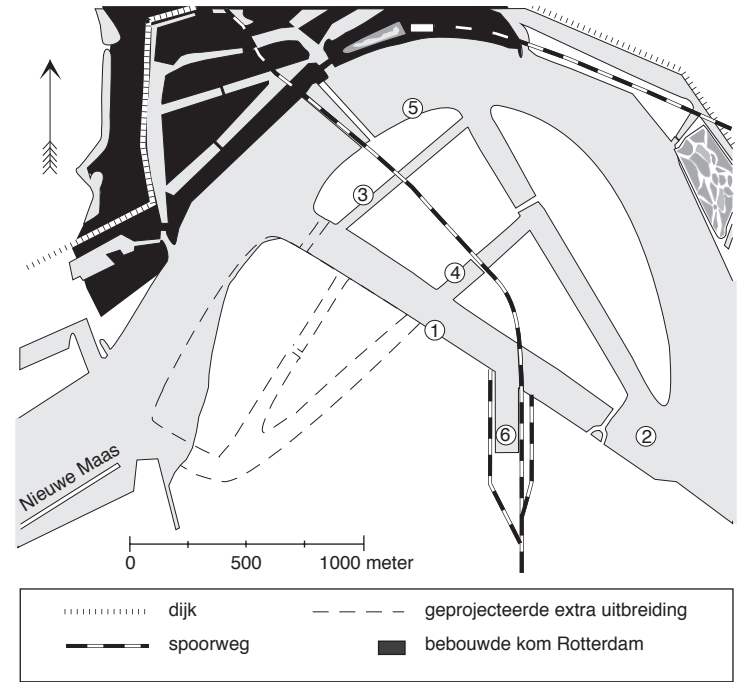 5
3
4
1
6
2
Nieuwe Maas
0 500 1000 meter
dijk
geprojecteerde extra uitbreiding
spoorweg
bebouwde kom Rotterdam